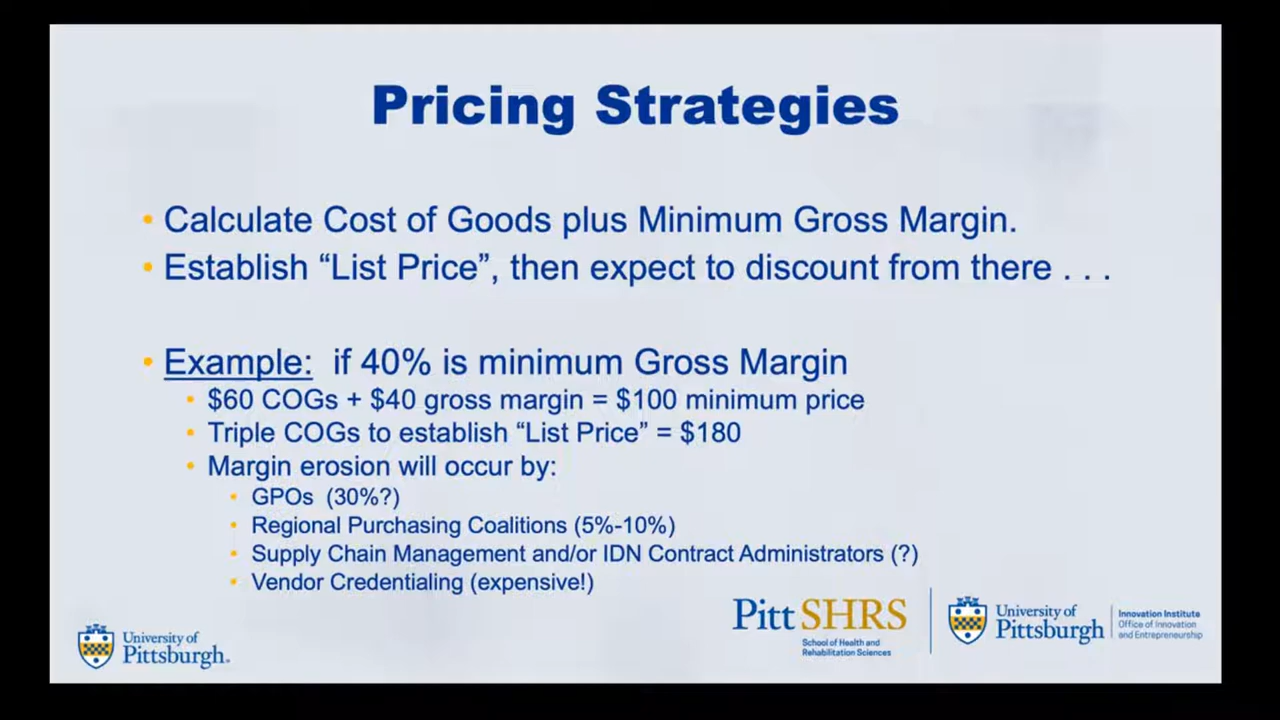 Pricing Strategies
• Calculate Cost of Goods plus Minimum Gross Margin.
• Establish “List Price”, then expect to discount from there . . .
• Example: if 40% is minimum Gross Margin
• $60 COGs + $40 gross margin = $100 minimum price
• Triple COGs to establish “List Price” = $180
• Margin erosion will occur by:
• GPOs (30%?)
• Regional Purchasing Coalitions (5%-10%)
• Supply Chain Management and/or IDN Contract Administrators (?)
• Vendor Credentialing (expensive!)
University of
Pittsburgh.
Pitt SHRS
School of Health and
Rehabilitation Sciences
University of
Pittsburgh
Innovation Institute
Office of Innovation
and Entrepreneurship